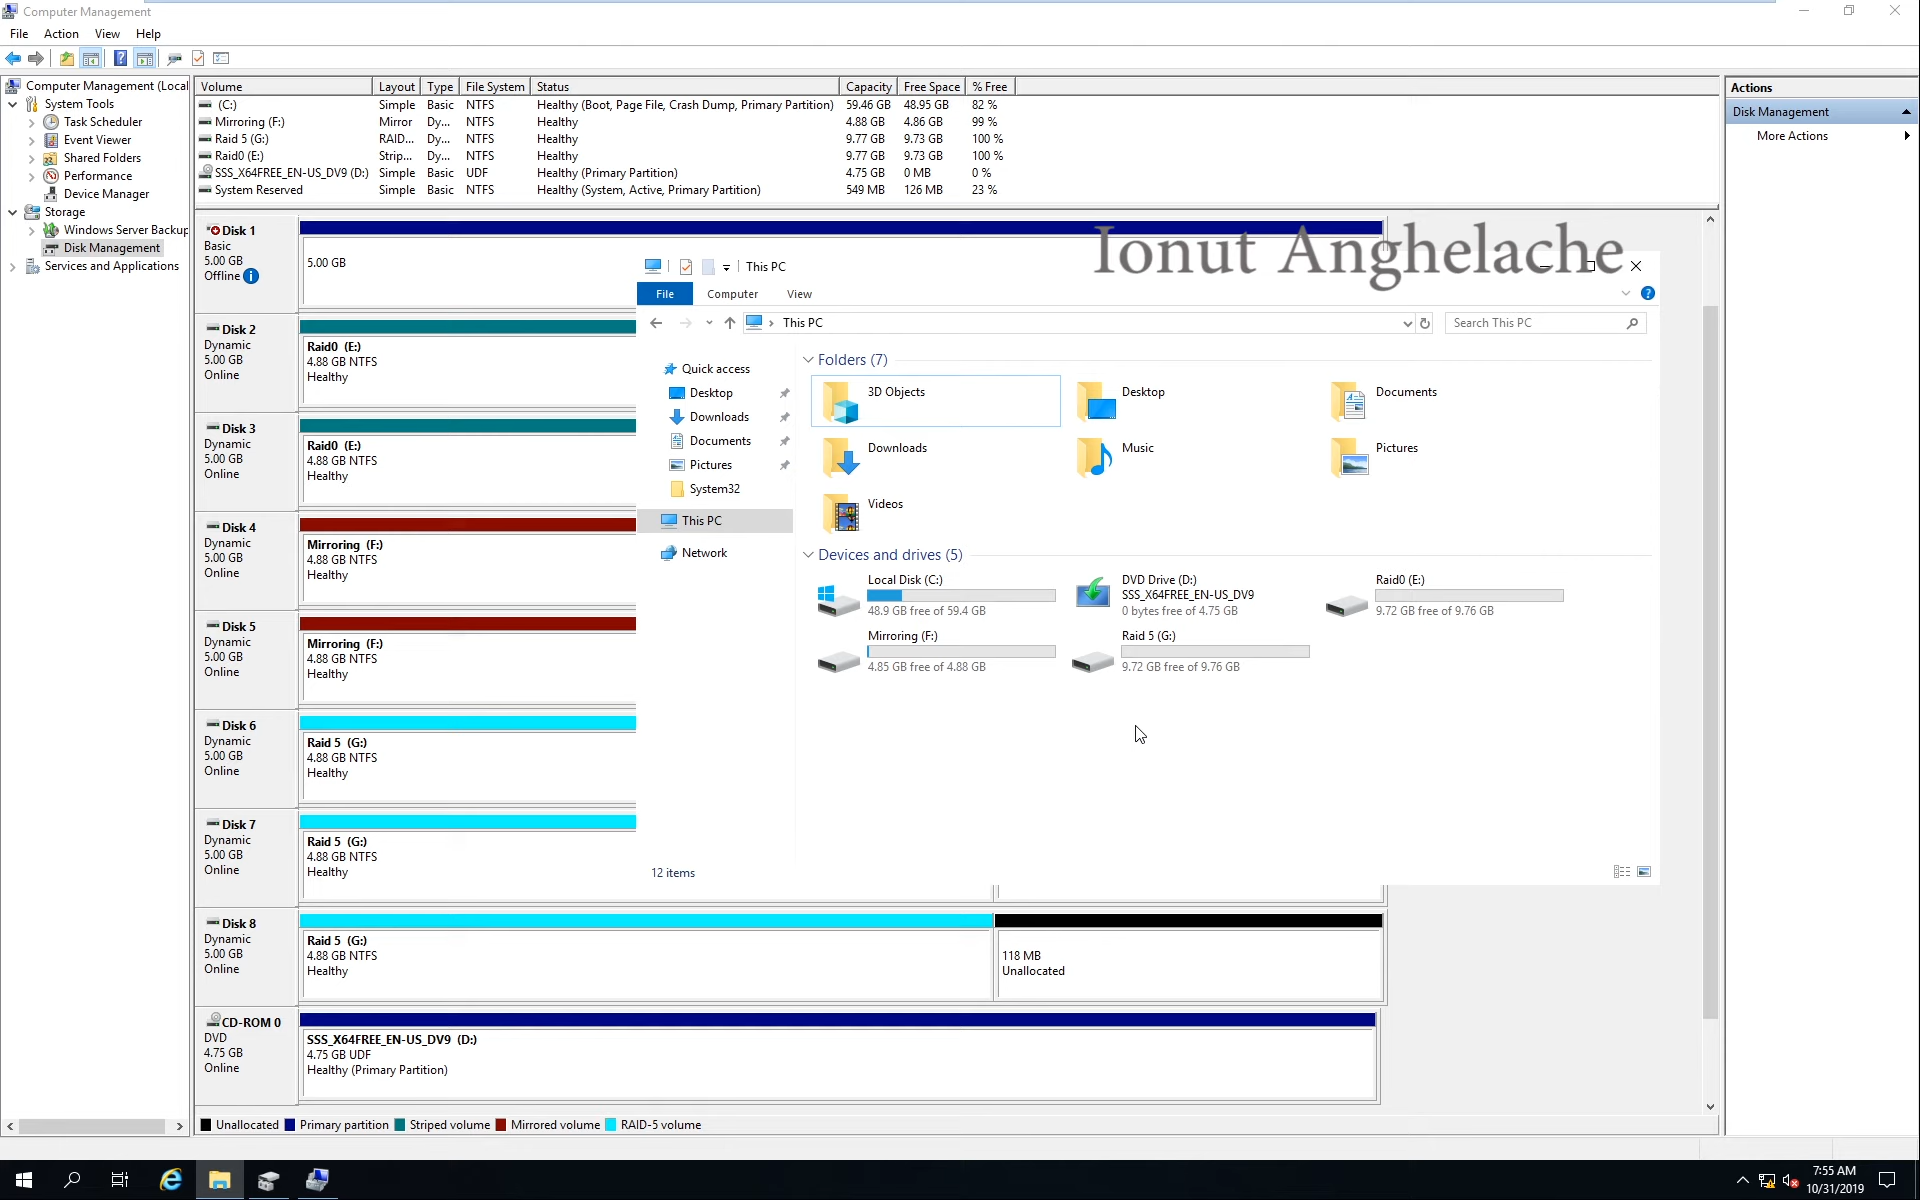 Computer Management
File Action View Help
Computer Management (Local
System Tools
Task Scheduler
Event Viewer
Shared Folders
Performance
Device Manager
Storage
Windows Server Backup
Disk Management
Services and Applications
Volume Layout Type File System Status Capacity Free Space % Free
(C:) Simple Basic NTFS Healthy (Boot, Page File, Crash Dump, Primary Partition) 59.46 GB 48.95 GB 82 %
Mirroring (F:) Mirror Dy... NTFS Healthy 4.88 GB 4.86 GB 99 %
Raid 5 (G:) RAID... Dy... NTFS Healthy 9.77 GB 9.73 GB 100 %
Raid0 (E:) Strip... Dy... NTFS Healthy 9.77 GB 9.73 GB 100 %
SSS_X64FREE_EN-US_DV9 (D:) Simple Basic UDF Healthy (Primary Partition) 4.75 GB 0 MB 0 %
System Reserved Simple Basic NTFS Healthy (System, Active, Primary Partition) 549 MB 126 MB 23 %
Disk 1
Basic
5.00 GB
Offline
5.00 GB
Disk 2
Dynamic
5.00 GB
Online
Raid0 (E:)
4.88 GB NTFS
Healthy
Disk 3
Dynamic
5.00 GB
Online
Raid0 (E:)
4.88 GB NTFS
Healthy
Disk 4
Dynamic
5.00 GB
Online
Mirroring (F:)
4.88 GB NTFS
Healthy
Disk 5
Dynamic
5.00 GB
Online
Mirroring (F:)
4.88 GB NTFS
Healthy
Disk 6
Dynamic
5.00 GB
Online
Raid 5 (G:)
4.88 GB NTFS
Healthy
Disk 7
Dynamic
5.00 GB
Online
Raid 5 (G:)
4.88 GB NTFS
Healthy
Disk 8
Dynamic
5.00 GB
Online
Raid 5 (G:)
4.88 GB NTFS
Healthy
118 MB
Unallocated
CD-ROM 0
DVD
4.75 GB
Online
SSS_X64FREE_EN-US_DV9 (D:)
4.75 GB UDF
Healthy (Primary Partition)
Unallocated Primary partition Striped volume Mirrored volume RAID-5 volume
Actions
Disk Management
More Actions
Ionut Anghelache
This PC
File Computer View
This PC
Search This PC
Quick access
Desktop
Downloads
Documents
Pictures
System32
This PC
Network
Folders (7)
3D Objects
Desktop
Documents
Downloads
Music
Pictures
Videos
Devices and drives (5)
Local Disk (C:)
48.9 GB free of 59.4 GB
DVD Drive (D:)
SSS_X64FREE_EN-US_DV9
0 bytes free of 4.75 GB
Raid0 (E:)
9.72 GB free of 9.76 GB
Mirroring (F:)
4.85 GB free of 4.88 GB
Raid 5 (G:)
9.72 GB free of 9.76 GB
12 items
7:55 AM
10/31/2019